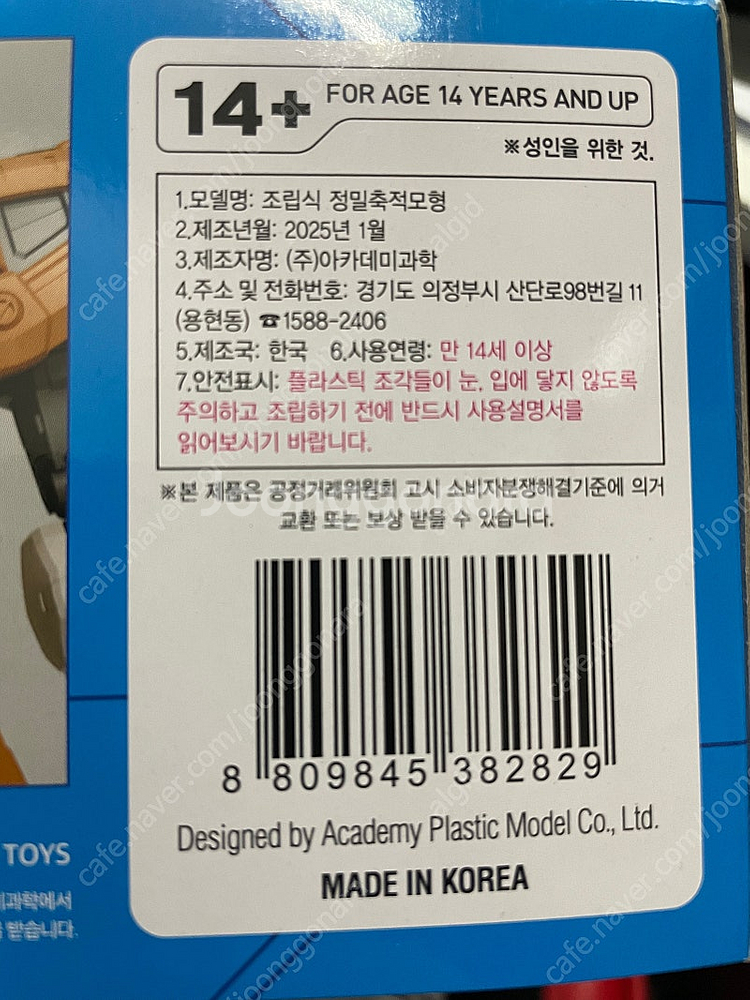 14+ FOR AGE 14 YEARS AND UP
※성인을 위한 것.
1.모델명: 조립식 정밀축적모형
2.제조년월: 2025년 1월
3.제조자명: (주)아카데미과학
4.주소 및 전화번호: 경기도 의정부시 산단로98번길 11
(용현동) ☎1588-2406
5.제조국: 한국 6.사용연령: 만 14세 이상
7.안전표시: 플라스틱 조각들이 눈, 입에 닿지 않도록
주의하고 조립하기 전에 반드시 사용설명서를
읽어보시기 바랍니다.
※본 제품은 공정거래위원회 고시 소비자분쟁해결기준에 의거
교환 또는 보상 받을 수 있습니다.
8 809845 382829
Designed by Academy Plastic Model Co., Ltd.
MADE IN KOREA
TOYS
과학에서
받습니다.